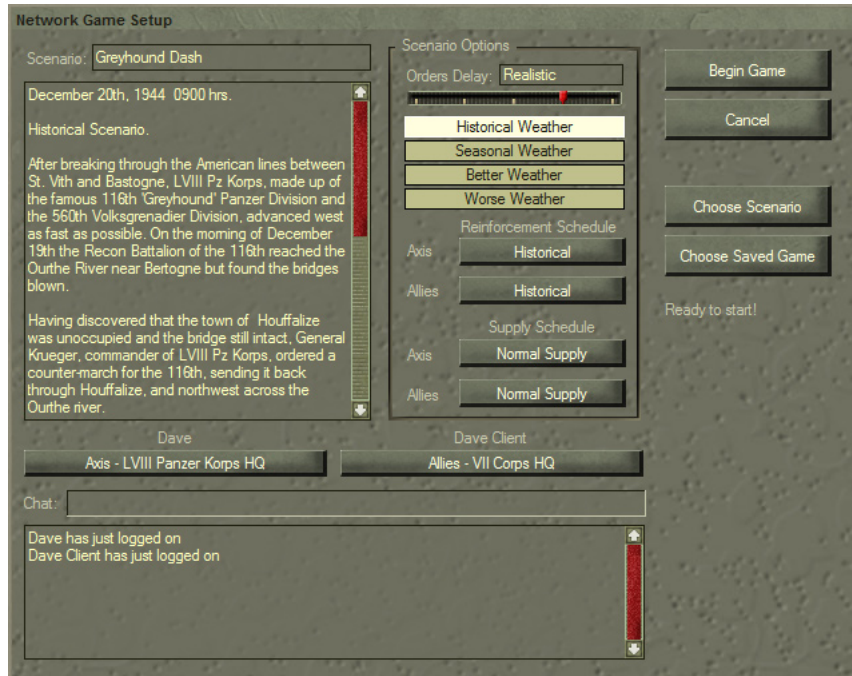 Network Game Setup
Scenario: Greyhound Dash
December 20th, 1944 0900 hrs.
Historical Scenario.
After breaking through the American lines between
St. Vith and Bastogne, LVIII Pz Korps, made up of
the famous 116th 'Greyhound' Panzer Division and
the 560th Volksgrenadier Division, advanced west
as fast as possible. On the morning of December
19th the Recon Battalion of the 116th reached the
Ourthe River near Bertogne but found the bridges
blown.
Having discovered that the town of Houffalize
was unoccupied and the bridge still intact, General
Krueger, commander of LVIII Pz Korps, ordered a
counter-march for the 116th, sending it back
through Houffalize, and northwest across the
Ourthe river.
Scenario Options
Orders Delay: Realistic
Historical Weather
Seasonal Weather
Better Weather
Worse Weather
Reinforcement Schedule
Axis Historical
Allies Historical
Supply Schedule
Axis Normal Supply
Allies Normal Supply
Begin Game
Cancel
Choose Scenario
Choose Saved Game
Ready to start!
Dave
Axis - LVIII Panzer Korps HQ
Dave Client
Allies - VII Corps HQ
Chat:
Dave has just logged on
Dave Client has just logged on